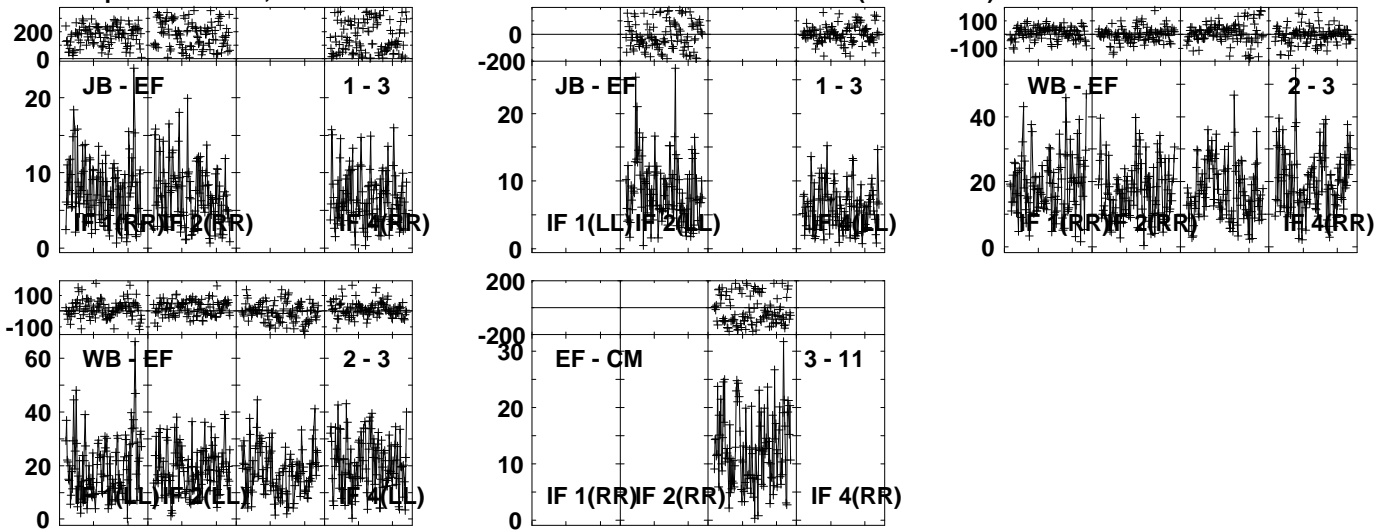 200
0
JB - EF 1 - 3
20
10
0
IF 1(RR) IF 2(RR) IF 4(RR)
0
-200
JB - EF 1 - 3
20
10
0
IF 1(LL) IF 2(LL) IF 4(LL)
100
-100
WB - EF 2 - 3
40
20
0
IF 1(RR) IF 2(RR) IF 4(RR)
100
-100
WB - EF 2 - 3
60
40
20
0
IF 1(LL) IF 2(LL) IF 4(LL)
200
-200
EF - CM 3 - 11
30
20
10
0
IF 1(RR) IF 2(RR) IF 4(RR)